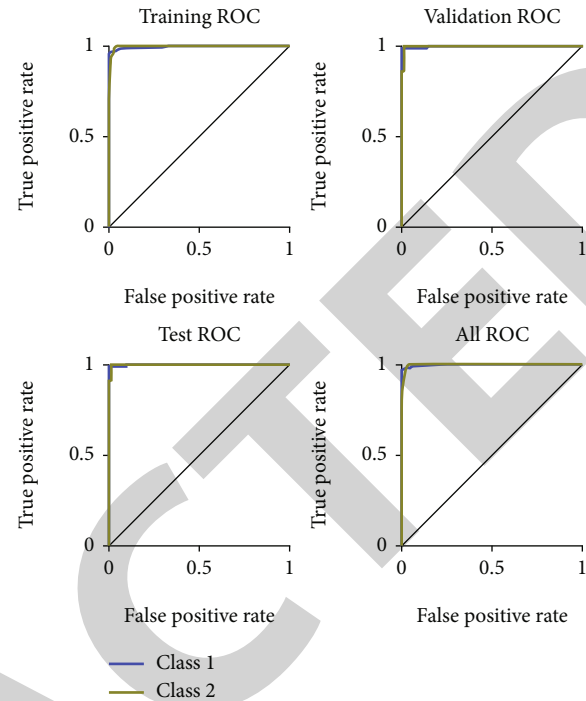 Training ROC
1
0.5
0
True positive rate
0 0.5 1
False positive rate
Validation ROC
1
0.5
0
True positive rate
0 0.5 1
False positive rate
Test ROC
1
0.5
0
True positive rate
0 0.5 1
False positive rate
All ROC
1
0.5
0
True positive rate
0 0.5 1
False positive rate
Class 1
Class 2